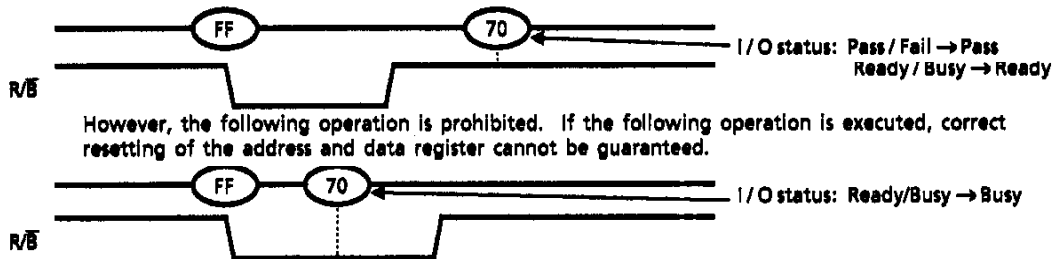 FF 70 I/O status: Pass/Fail → Pass
Ready/Busy → Ready
R/B̅
However, the following operation is prohibited. If the following operation is executed, correct
resetting of the address and data register cannot be guaranteed.
FF 70 I/O status: Ready/Busy → Busy
R/B̅